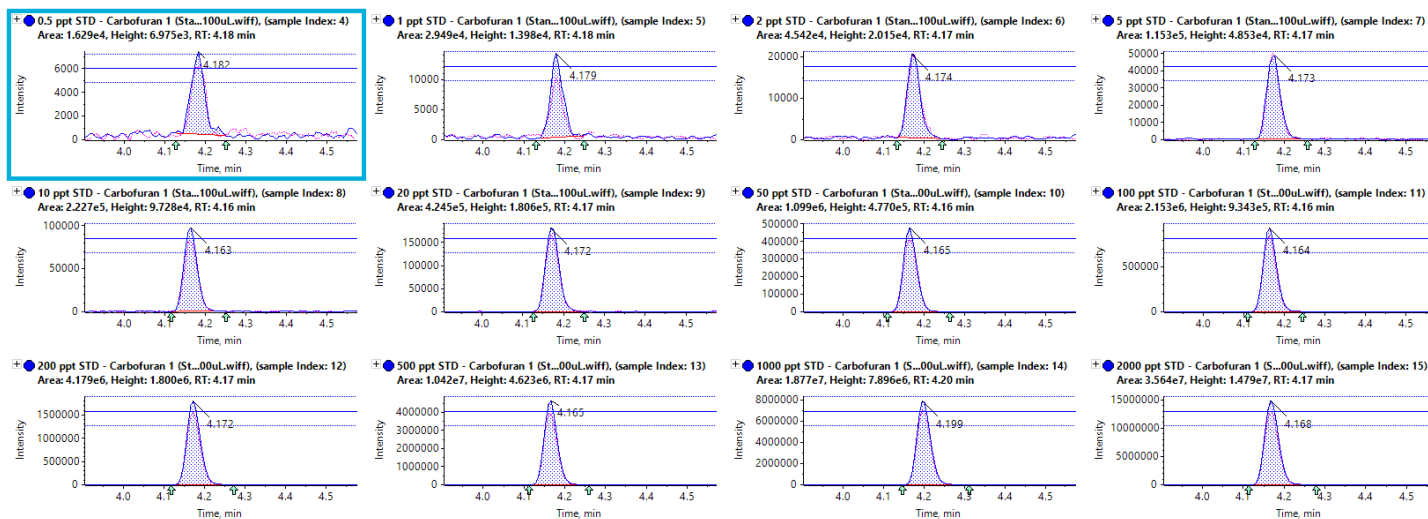 0.5 ppt STD - Carbofuran 1 (Sta...100uL.wiff), (sample Index: 4)
Area: 1.629e4, Height: 6.975e3, RT: 4.18 min
Intensity
6000
4000
2000
0
4.182
4.0 4.1 4.2 4.3 4.4 4.5
Time, min
1 ppt STD - Carbofuran 1 (Stan...100uL.wiff), (sample Index: 5)
Area: 2.949e4, Height: 1.398e4, RT: 4.18 min
Intensity
10000
5000
0
4.179
4.0 4.1 4.2 4.3 4.4 4.5
Time, min
2 ppt STD - Carbofuran 1 (Stan...100uL.wiff), (sample Index: 6)
Area: 4.542e4, Height: 2.015e4, RT: 4.17 min
Intensity
20000
10000
0
4.174
4.0 4.1 4.2 4.3 4.4 4.5
Time, min
5 ppt STD - Carbofuran 1 (Stan...100uL.wiff), (sample Index: 7)
Area: 1.153e5, Height: 4.853e4, RT: 4.17 min
Intensity
50000
40000
30000
20000
10000
0
4.173
4.0 4.1 4.2 4.3 4.4 4.5
Time, min
10 ppt STD - Carbofuran 1 (Sta...100uL.wiff), (sample Index: 8)
Area: 2.227e5, Height: 9.728e4, RT: 4.16 min
Intensity
100000
50000
0
4.163
4.0 4.1 4.2 4.3 4.4 4.5
Time, min
20 ppt STD - Carbofuran 1 (Sta...100uL.wiff), (sample Index: 9)
Area: 4.245e5, Height: 1.806e5, RT: 4.17 min
Intensity
150000
100000
50000
0
4.172
4.0 4.1 4.2 4.3 4.4 4.5
Time, min
50 ppt STD - Carbofuran 1 (Sta...00uL.wiff), (sample Index: 10)
Area: 1.099e6, Height: 4.770e5, RT: 4.16 min
Intensity
500000
400000
300000
200000
100000
0
4.165
4.0 4.1 4.2 4.3 4.4 4.5
Time, min
100 ppt STD - Carbofuran 1 (St...00uL.wiff), (sample Index: 11)
Area: 2.153e6, Height: 9.343e5, RT: 4.16 min
Intensity
500000
0
4.164
4.0 4.1 4.2 4.3 4.4 4.5
Time, min
200 ppt STD - Carbofuran 1 (St...00uL.wiff), (sample Index: 12)
Area: 4.179e6, Height: 1.800e6, RT: 4.17 min
Intensity
1500000
1000000
500000
0
4.172
4.0 4.1 4.2 4.3 4.4 4.5
Time, min
500 ppt STD - Carbofuran 1 (St...00uL.wiff), (sample Index: 13)
Area: 1.042e7, Height: 4.623e6, RT: 4.17 min
Intensity
4000000
3000000
2000000
1000000
0
4.165
4.0 4.1 4.2 4.3 4.4 4.5
Time, min
1000 ppt STD - Carbofuran 1 (S...00uL.wiff), (sample Index: 14)
Area: 1.877e7, Height: 7.896e6, RT: 4.20 min
Intensity
8000000
6000000
4000000
2000000
0
4.199
4.0 4.1 4.2 4.3 4.4 4.5
Time, min
2000 ppt STD - Carbofuran 1 (S...00uL.wiff), (sample Index: 15)
Area: 3.564e7, Height: 1.479e7, RT: 4.17 min
Intensity
15000000
10000000
5000000
0
4.168
4.0 4.1 4.2 4.3 4.4 4.5
Time, min